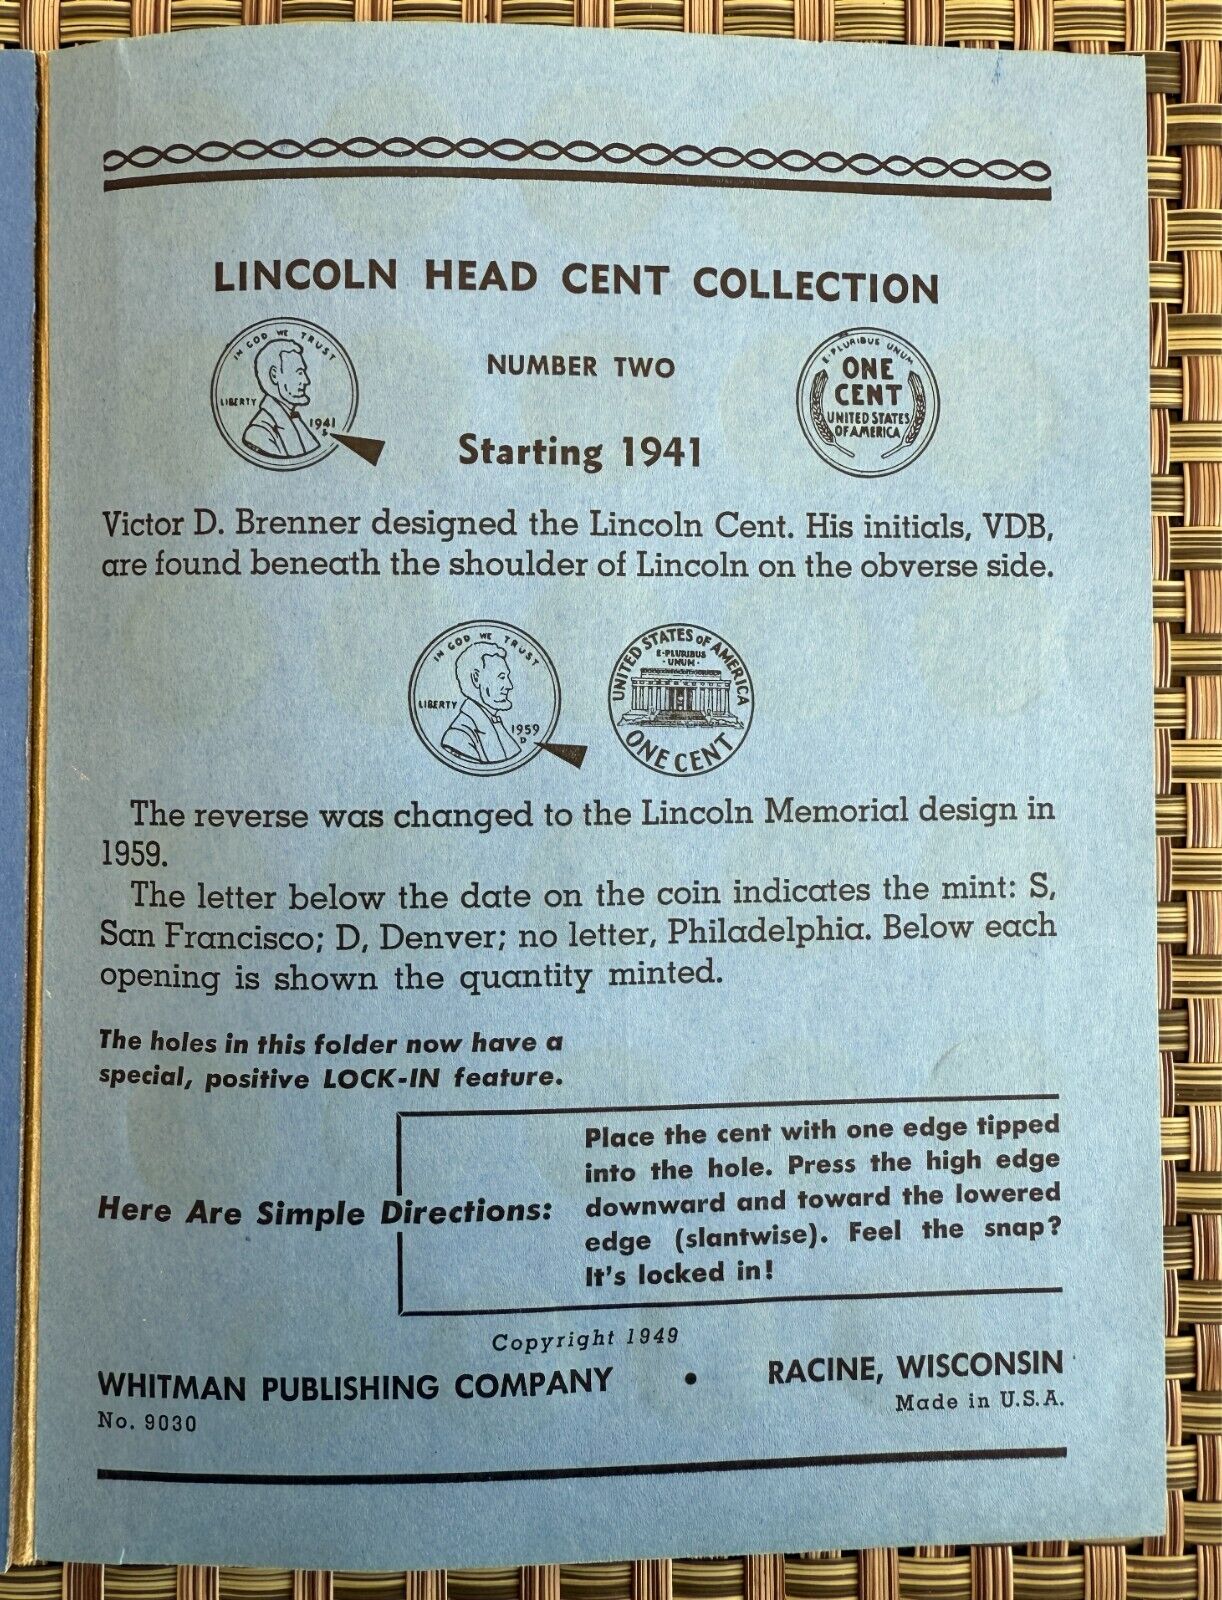 LINCOLN HEAD CENT COLLECTION
IN GOD WE TRUST
LIBERTY
1941
S
NUMBER TWO
Starting 1941
E·PLURIBUS UNUM
ONE
CENT
UNITED STATES
OF AMERICA
Victor D. Brenner designed the Lincoln Cent. His initials, VDB,
are found beneath the shoulder of Lincoln on the obverse side.
IN GOD WE TRUST
LIBERTY
1959
D
UNITED STATES OF AMERICA
E·PLURIBUS
·UNUM·
ONE CENT
The reverse was changed to the Lincoln Memorial design in
1959.
The letter below the date on the coin indicates the mint: S,
San Francisco; D, Denver; no letter, Philadelphia. Below each
opening is shown the quantity minted.
The holes in this folder now have a
special, positive LOCK-IN feature.
Here Are Simple Directions:
Place the cent with one edge tipped
into the hole. Press the high edge
downward and toward the lowered
edge (slantwise). Feel the snap?
It's locked in!
Copyright 1949
WHITMAN PUBLISHING COMPANY • RACINE, WISCONSIN
No. 9030
Made in U.S.A.